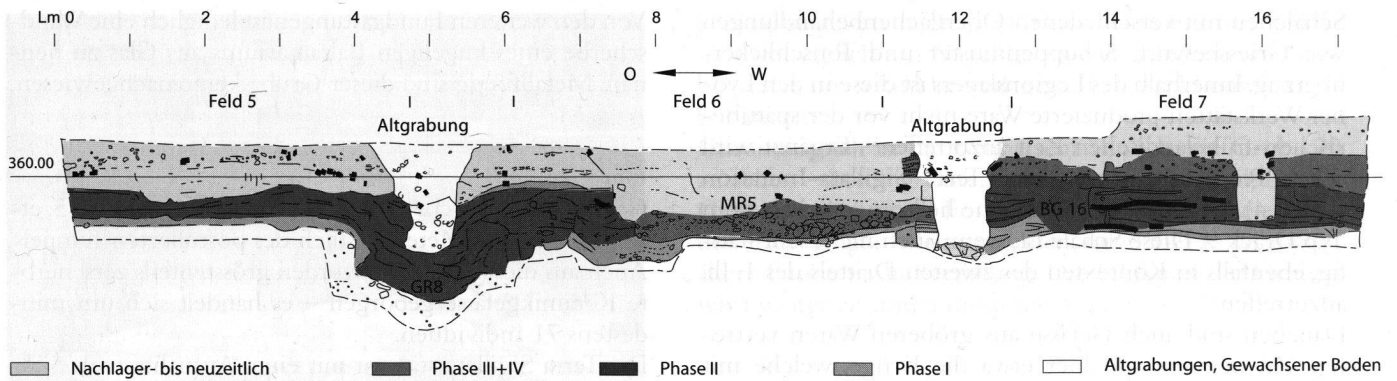 Lm 0 2 4 6 8 10 12 14 16
O W
Feld 5 Feld 6 Feld 7
Altgrabung Altgrabung
360.00
MR5 BG 16
GR8
Nachlager- bis neuzeitlich Phase III+IV Phase II Phase I Altgrabungen, Gewachsener Boden